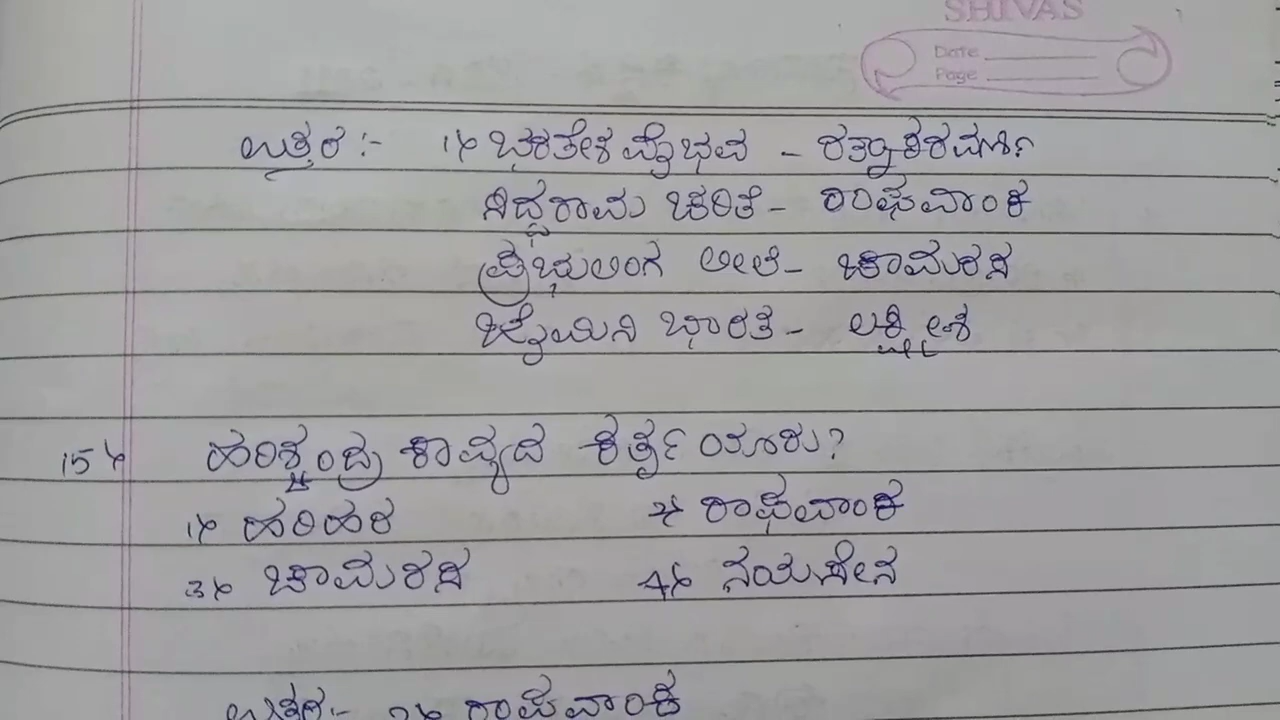 SHIVAS
Date
Page
ಉತ್ತರ:- 1) ಭರತೇಶ ವೈಭವ - ರತ್ನಾಕರವರ್ಣಿ
ಸಿದ್ಧರಾಮ ಚರಿತೆ - ರಾಘವಾಂಕ
ಪ್ರಭುಲಿಂಗ ಲೀಲೆ - ಚಾಮರಸ
ಜೈಮಿನಿ ಭಾರತ - ಲಕ್ಷ್ಮೀಶ
15) ಹರಿಶ್ಚಂದ್ರ ಕಾವ್ಯದ ಕರ್ತೃ ಯಾರು?
1) ಹರಿಹರ 2) ರಾಘವಾಂಕ
3) ಚಾಮರಸ 4) ನಯಸೇನ
ಉತ್ತರ:- 2) ರಾಘವಾಂಕ